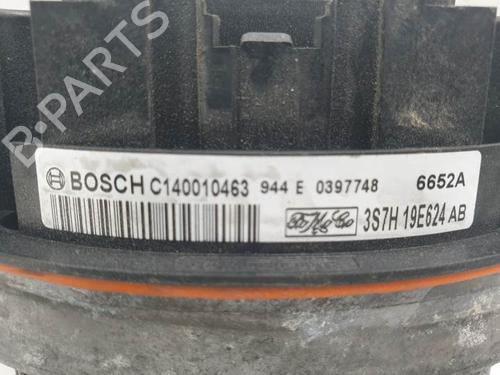 B-PARTS
BOSCH C140010463 944 E 0397748 6652A
FoMoCo 3S7H 19E624 AB